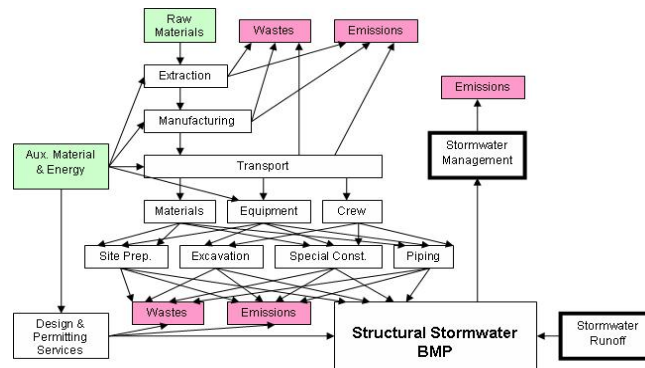 Raw
Materials
Wastes
Emissions
Extraction
Emissions
Manufacturing
Stormwater
Management
Aux. Material
& Energy
Transport
Materials
Equipment
Crew
Site Prep.
Excavation
Special Const.
Piping
Wastes
Emissions
Design &
Permitting
Services
Structural Stormwater
BMP
Stormwater
Runoff